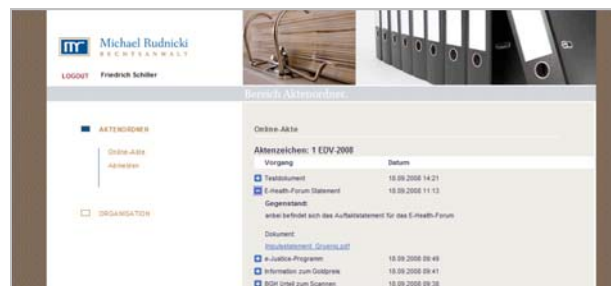 mr
Michael Rudnicki
RECHTSANWALT
LOGOUT Friedrich Schiller
Bereich Aktenordner.
AKTENORDNER
Online-Akte
Abmelden
ORGANISATION
Online-Akte
Aktenzeichen: 1 EDV-2008
Vorgang Datum
Testdokument 18.09.2008 14:21
E-Health-Forum Statement 18.09.2008 11:13
Gegenstand:
anbei befindet sich das Auftaktstatement für das E-Health-Forum
Dokument:
Impulsstatement_Groens.pdf
e-Justice-Programm 18.09.2008 09:49
Information zum Goldpreis 18.09.2008 09:41
BGH Urteil zum Scannen 18.09.2008 09:38